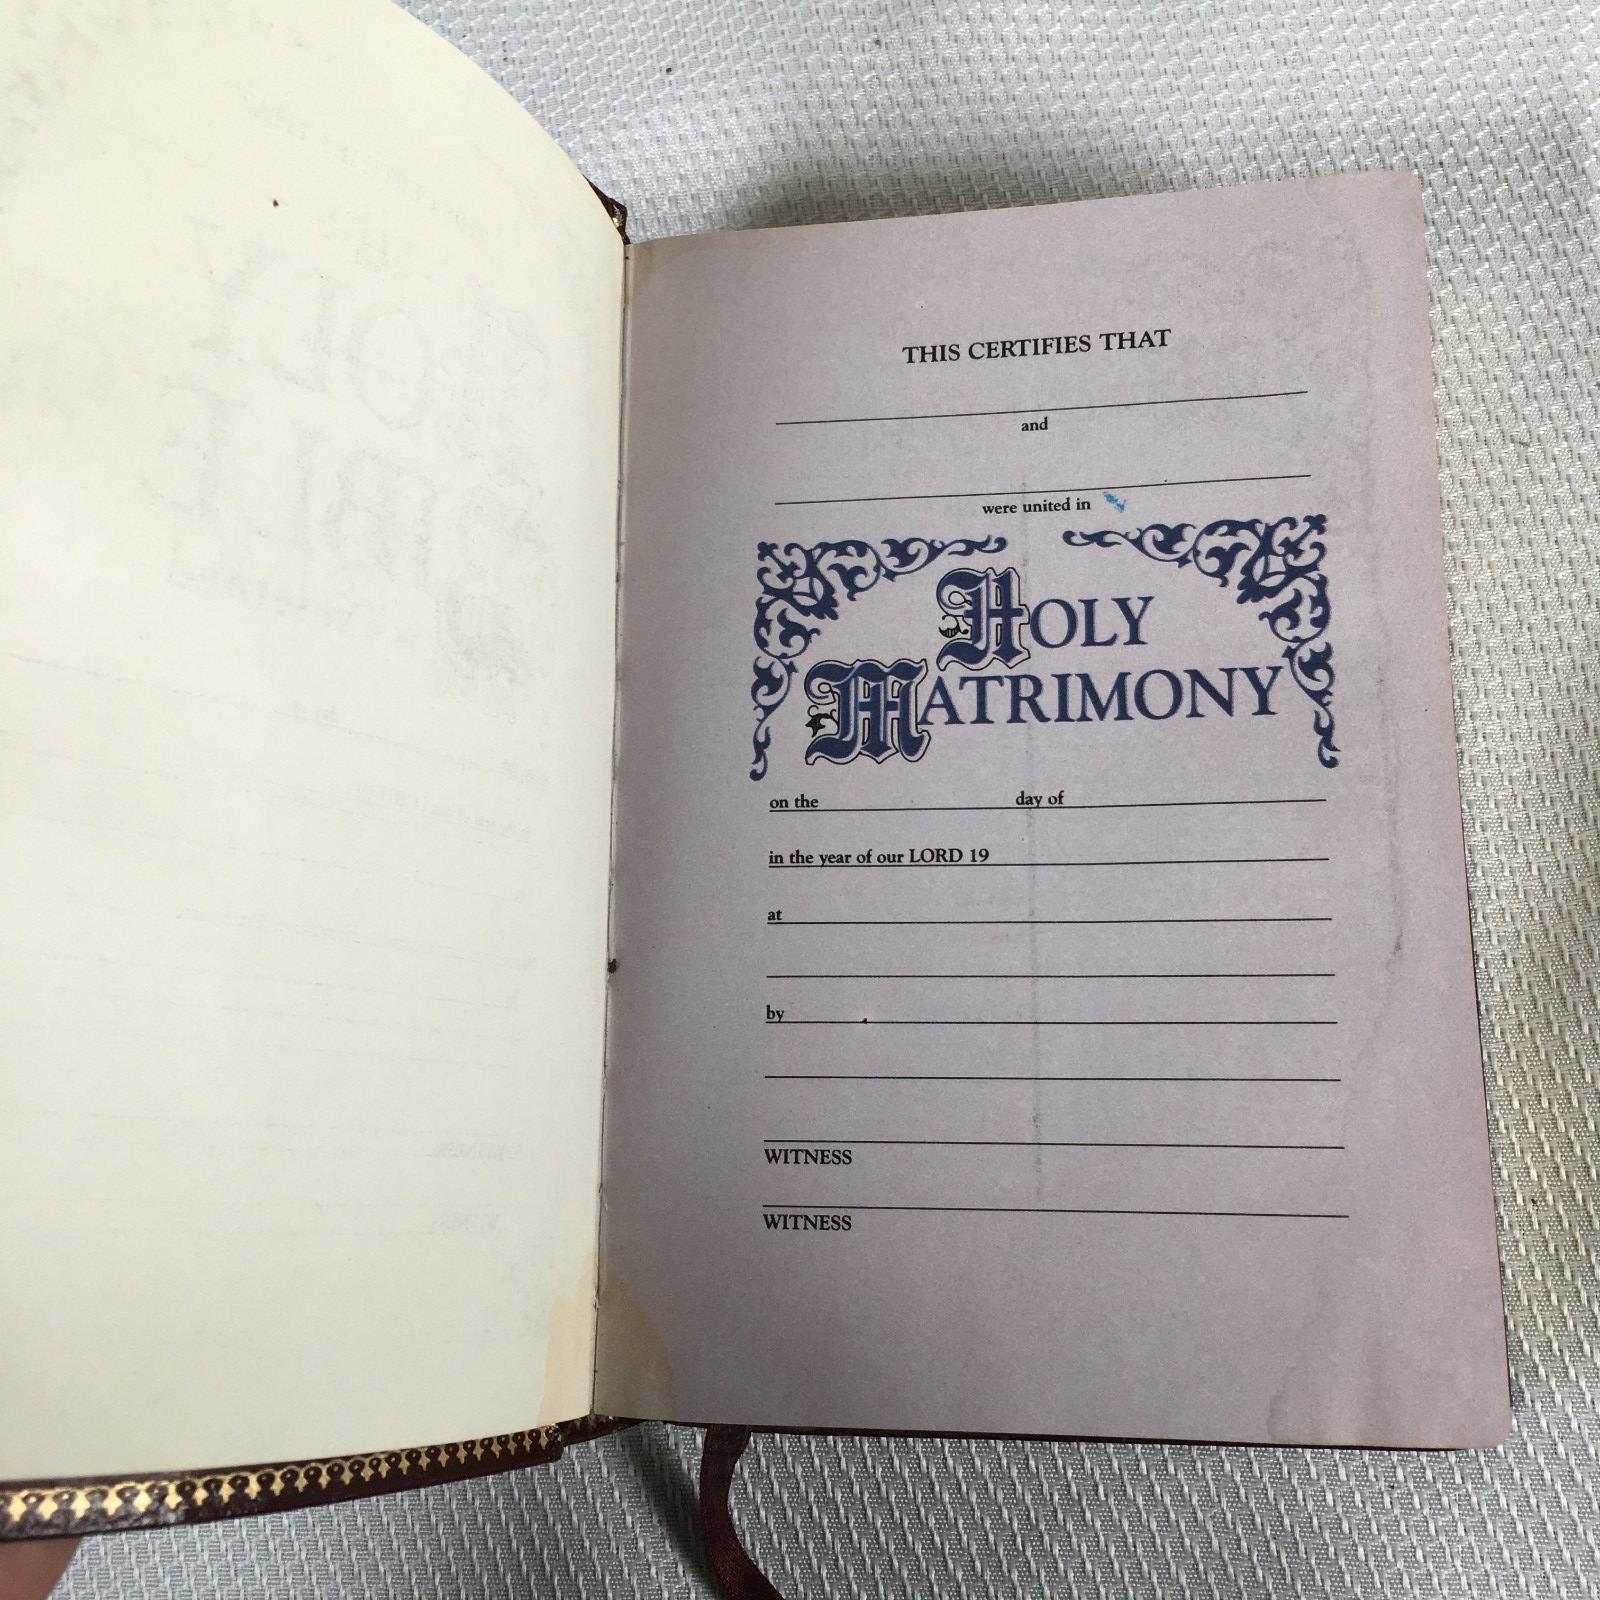 THIS CERTIFIES THAT
and
were united in
HOLY
MATRIMONY
on the day of
in the year of our LORD 19
at
by
WITNESS
WITNESS